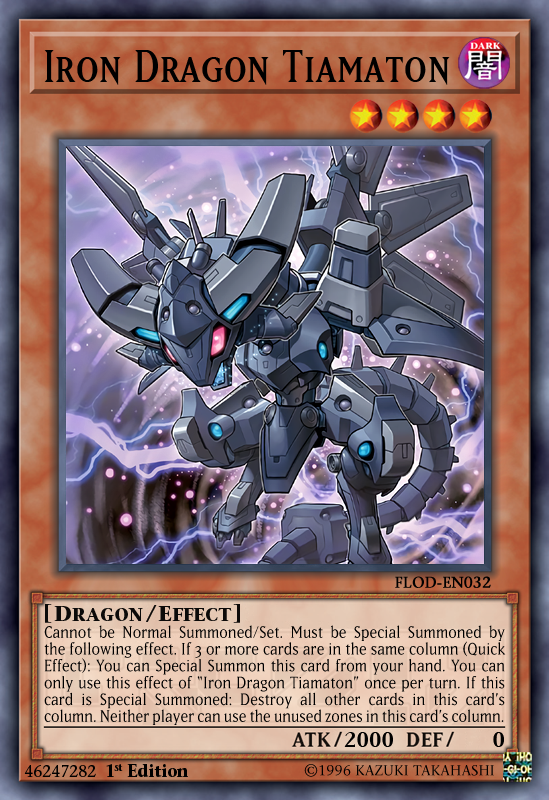 IRON DRAGON TIAMATON
DARK
闇
FLOD-EN032
[DRAGON/EFFECT]
Cannot be Normal Summoned/Set. Must be Special Summoned by
the following effect. If 3 or more cards are in the same column (Quick
Effect): You can Special Summon this card from your hand. You can
only use this effect of "Iron Dragon Tiamaton" once per turn. If this
card is Special Summoned: Destroy all other cards in this card's
column. Neither player can use the unused zones in this card's column.
ATK/2000 DEF/ 0
46247282 1st Edition ©1996 KAZUKI TAKAHASHI